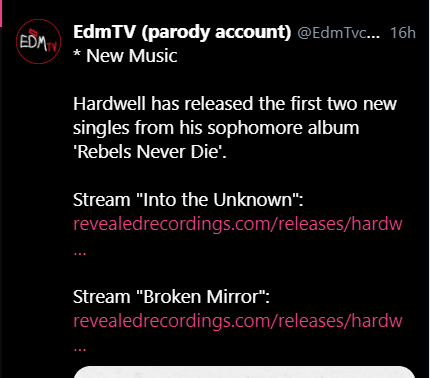 EDMTV
EdmTV (parody account) @EdmTvc... 16h
* New Music
Hardwell has released the first two new
singles from his sophomore album
'Rebels Never Die'.
Stream "Into the Unknown":
revealedrecordings.com/releases/hardw
...
Stream "Broken Mirror":
revealedrecordings.com/releases/hardw
...